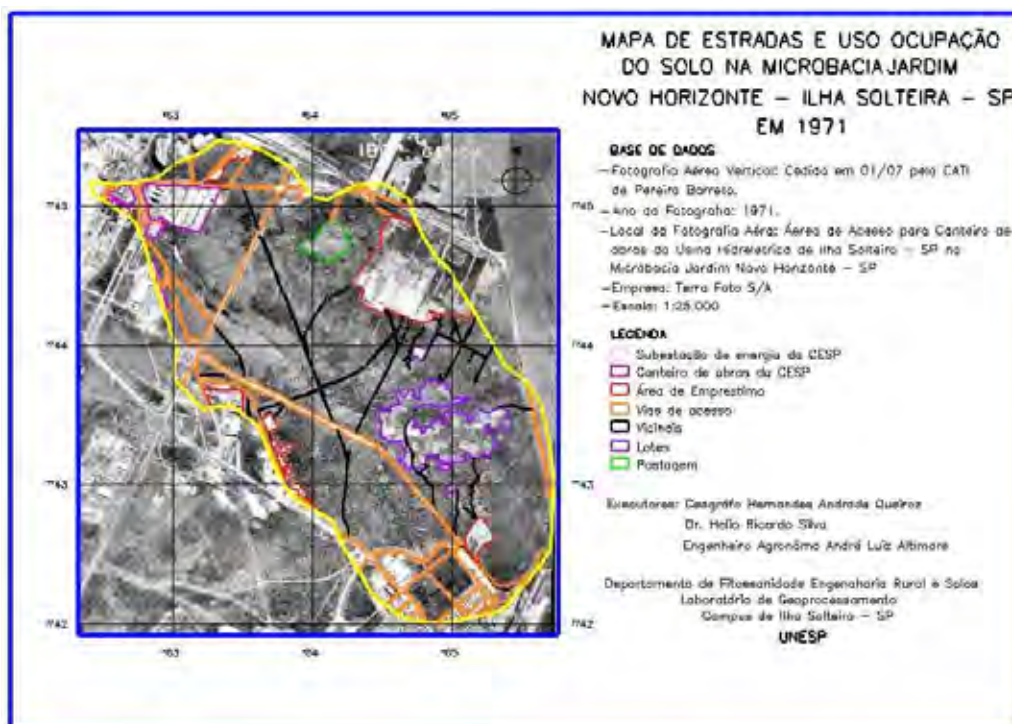 MAPA DE ESTRADAS E USO OCUPAÇÃO
DO SOLO NA MICROBACIA JARDIM
NOVO HORIZONTE – ILHA SOLTEIRA – SP
EM 1971
BASE DE DADOS
– Fotografia Aérea Vertical: Cedida em 01/07 pela CATI
de Pereira Barreto.
– Ano da Fotografia: 1971.
– Local da Fotografia Aérea: Áerea de Acesso para Canteiro de
obras da Usina Hidrelétrica de Ilha Solteira – SP na
Microbacia Jardim Novo Horizonte – SP
– Empresa: Terra Foto S/A
– Escala: 1:25.000
LEGENDA
Subestação de energia da CESP
Canteiro de obras da CESP
Área de Empréstimo
Vias de acesso
Vicinais
Lotes
Pastagem
Executores: Hernandes Andrade Queiroz
Dr. Helio Ricardo Silva
Engenheiro Agronômo André Luiz
Departamento de Fitossanidade Engenharia Rural e Solos
Laboratório de Geoprocessamento
Campus de Ilha Solteira – SP
UNESP